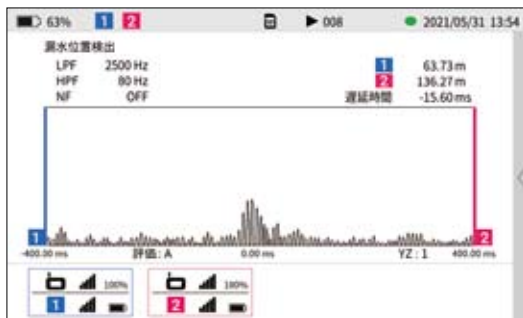 63% 1 2 008 2021/05/31 13:54
漏水位置検出
LPF 2500 Hz 1 63.73 m
HPF 80 Hz 2 136.27 m
NF OFF 遅延時間 -15.60 ms
1 2
-400.00 ms 評価: A 0.00 ms YZ: 1 400.00 ms
100% 100%
1 2